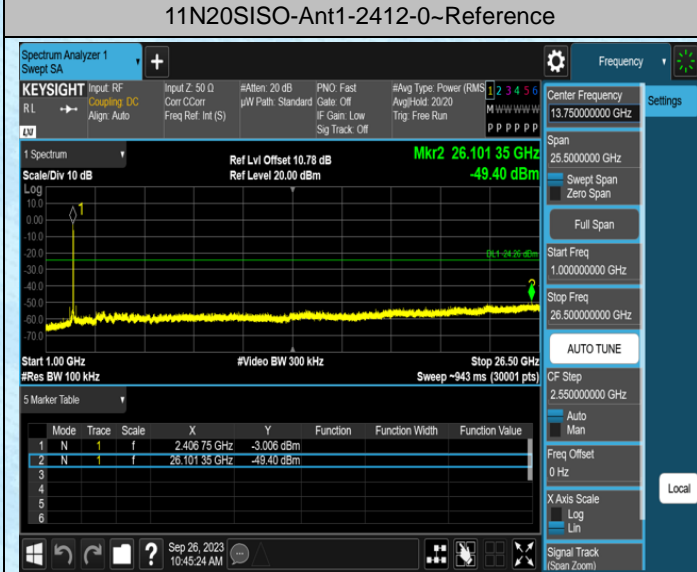 11N20SISO-Ant1-2412-0~Reference
Spectrum Analyzer 1
Swept SA
Frequency
KEYSIGHT
RL
LXI
Input: RF
Coupling: DC
Align: Auto
Input Z: 50 Ω
Corr CCorr
Freq Ref: Int (S)
#Atten: 20 dB
µW Path: Standard
PNO: Fast
Gate: Off
IF Gain: Low
Sig Track: Off
#Avg Type: Power (RMS
Avg|Hold: 20/20
Trig: Free Run
1 2 3 4 5 6
M W W W W W
P P P P P P
1 Spectrum
Scale/Div 10 dB
Ref Lvl Offset 10.78 dB
Ref Level 20.00 dBm
Mkr2 26.101 35 GHz
-49.40 dBm
Log
10.0
0.00
-10.0
-20.0
-30.0
-40.0
-50.0
-60.0
-70.0
1
2
DL1 -24.26 dBm
Start 1.00 GHz
#Video BW 300 kHz
Stop 26.50 GHz
#Res BW 100 kHz
Sweep ~943 ms (30001 pts)
5 Marker Table
Mode Trace Scale X Y Function Function Width Function Value
1 N 1 f 2.406 75 GHz -3.006 dBm
2 N 1 f 26.101 35 GHz -49.40 dBm
3
4
5
6
Sep 26, 2023
10:45:24 AM
Center Frequency
13.750000000 GHz
Settings
Span
25.5000000 GHz
Swept Span
Zero Span
Full Span
Start Freq
1.000000000 GHz
Stop Freq
26.500000000 GHz
AUTO TUNE
CF Step
2.550000000 GHz
Auto
Man
Freq Offset
0 Hz
X Axis Scale
Log
Lin
Local
Signal Track
(Span Zoom)